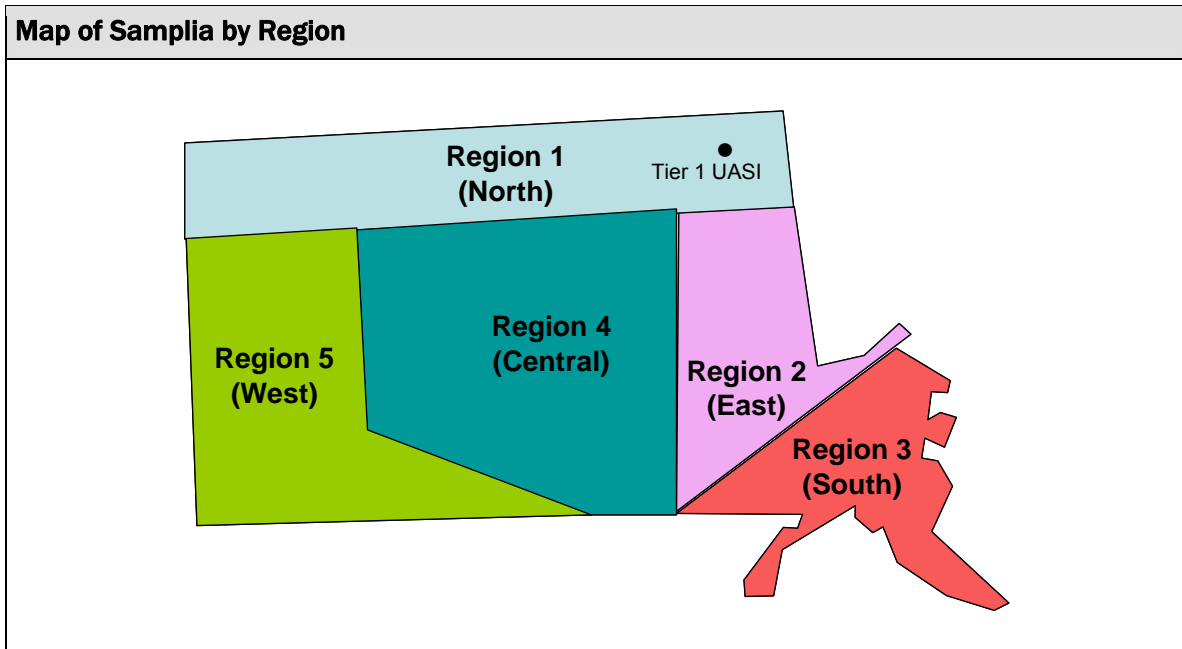 Map of Samplia by Region
Region 1
(North)
Tier 1 UASI
Region 4
(Central)
Region 5
(West)
Region 2
(East)
Region 3
(South)